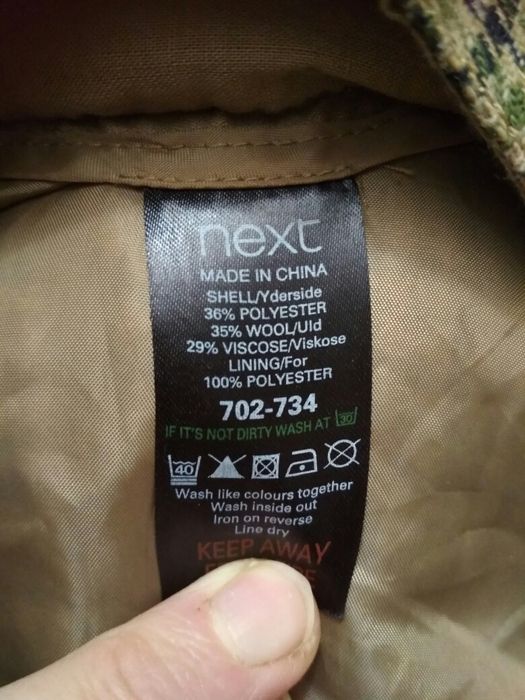 next
MADE IN CHINA
SHELL/Yderside
36% POLYESTER
35% WOOL/Uld
29% VISCOSE/Viskose
LINING/For
100% POLYESTER
702-734
IF IT'S NOT DIRTY WASH AT 30
40
Wash like colours together
Wash inside out
Iron on reverse
Line dry
KEEP AWAY